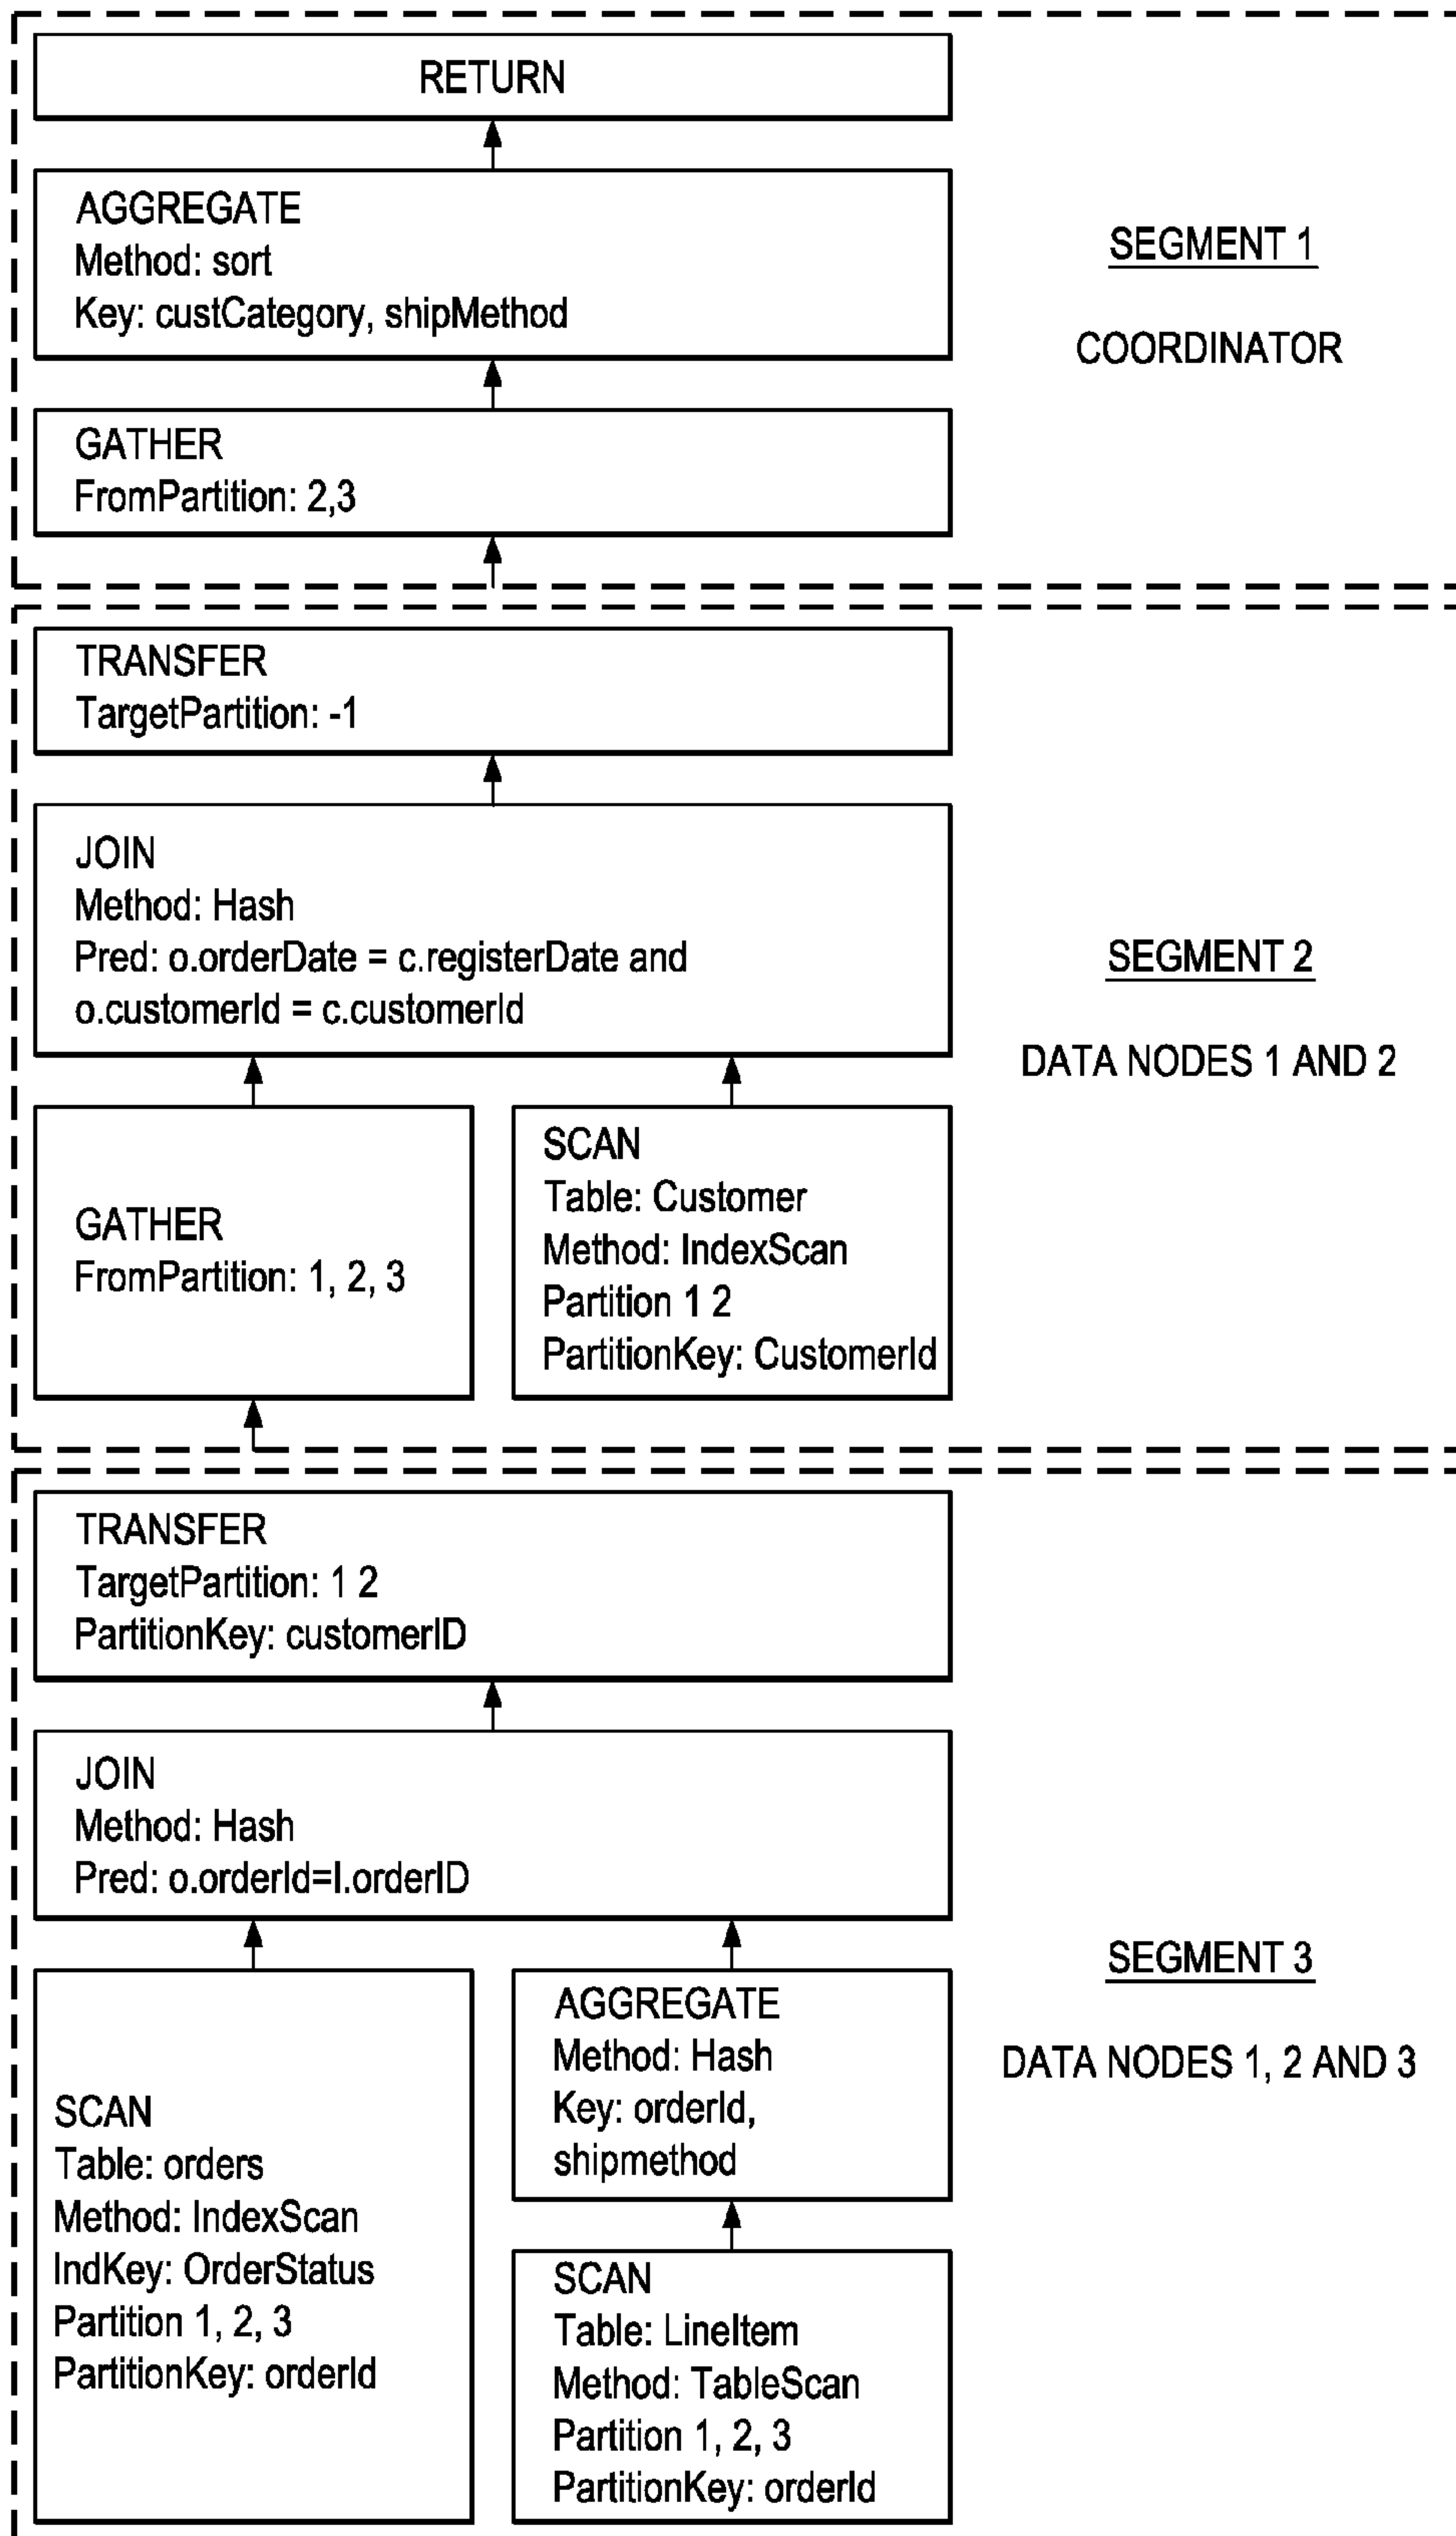 RETURN
AGGREGATE
Method: sort
Key: custCategory, shipMethod
SEGMENT 1
COORDINATOR
GATHER
FromPartition: 2,3
TRANSFER
TargetPartition: -1
JOIN
Method: Hash
Pred: o.orderDate = c.registerDate and
o.customerId = c.customerId
SEGMENT 2
DATA NODES 1 AND 2
GATHER
FromPartition: 1, 2, 3
SCAN
Table: Customer
Method: IndexScan
Partition 1 2
PartitionKey: CustomerId
TRANSFER
TargetPartition: 1 2
PartitionKey: customerID
JOIN
Method: Hash
Pred: o.orderId=l.orderID
SEGMENT 3
DATA NODES 1, 2 AND 3
SCAN
Table: orders
Method: IndexScan
IndKey: OrderStatus
Partition 1, 2, 3
PartitionKey: orderId
AGGREGATE
Method: Hash
Key: orderId,
shipmethod
SCAN
Table: LineItem
Method: TableScan
Partition 1, 2, 3
PartitionKey: orderId